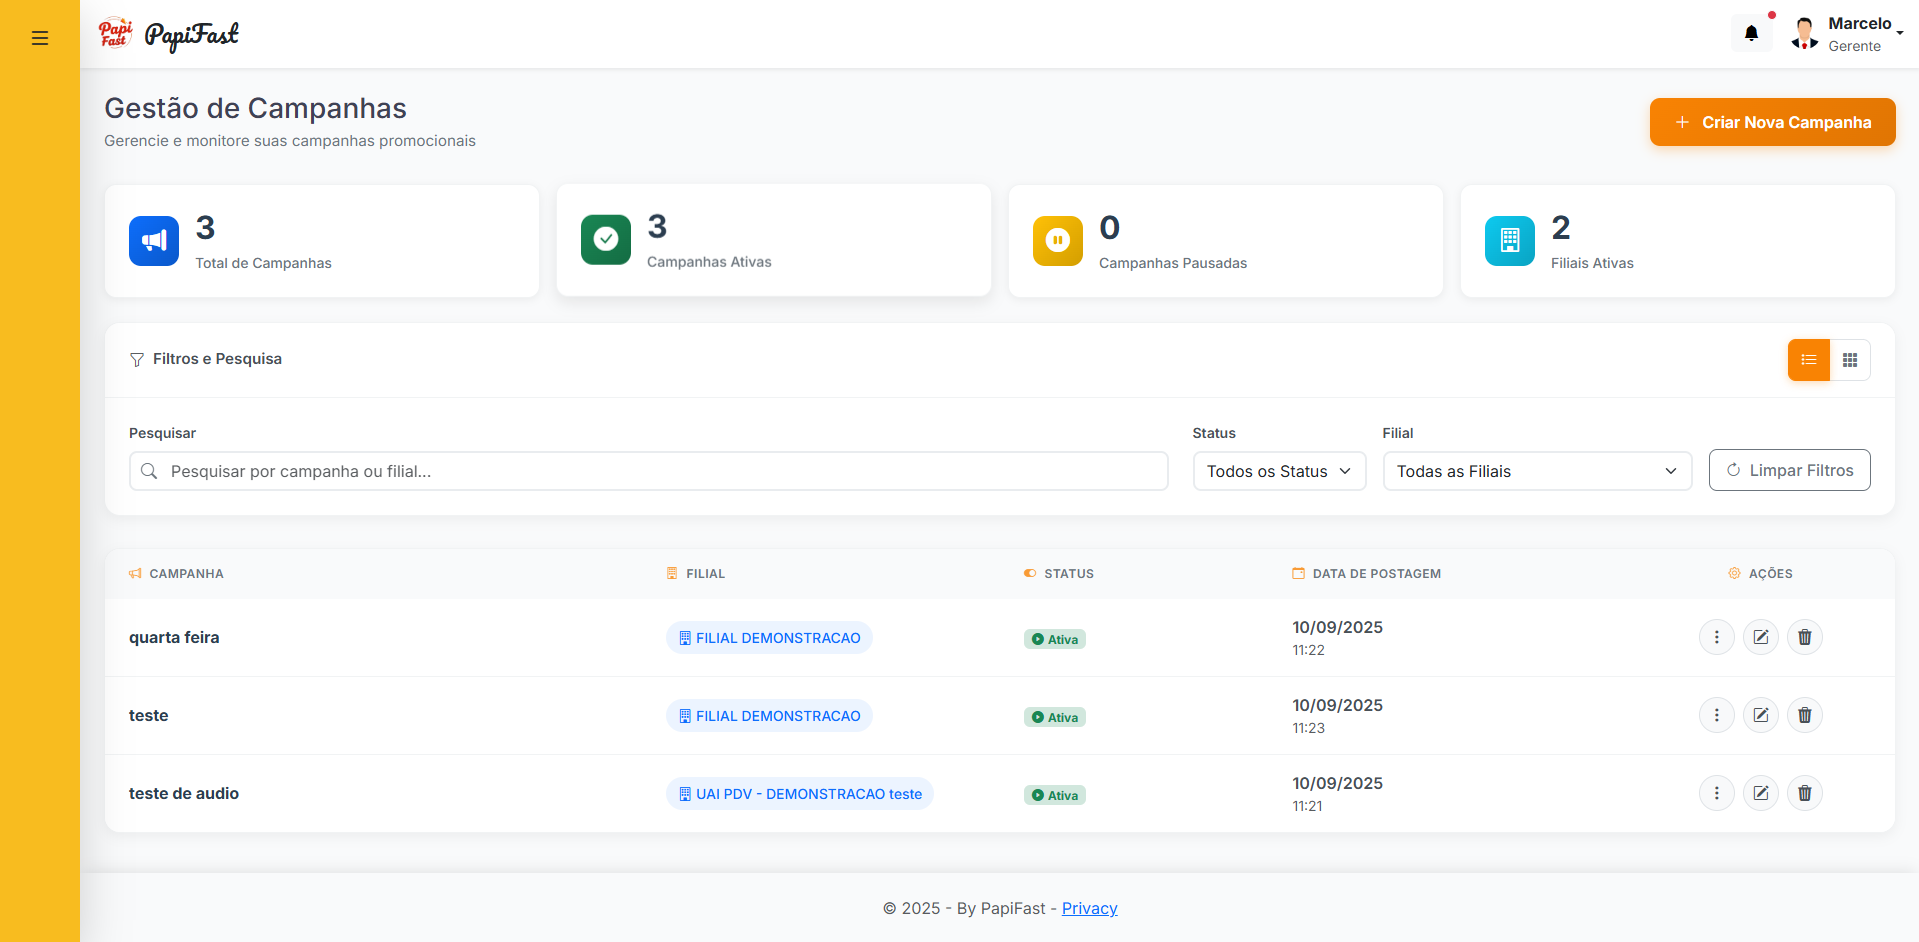 Papi
Fast
PapiFast
Marcelo
Gerente
Gestão de Campanhas
Gerencie e monitore suas campanhas promocionais
Criar Nova Campanha
3
Total de Campanhas
3
Campanhas Ativas
0
Campanhas Pausadas
2
Filiais Ativas
Filtros e Pesquisa
Pesquisar
Status
Filial
Pesquisar por campanha ou filial...
Todos os Status
Todas as Filiais
Limpar Filtros
CAMPANHA
FILIAL
STATUS
DATA DE POSTAGEM
AÇÕES
quarta feira
FILIAL DEMONSTRACAO
Ativa
10/09/2025
11:22
teste
FILIAL DEMONSTRACAO
Ativa
10/09/2025
11:23
teste de audio
UAI PDV - DEMONSTRACAO teste
Ativa
10/09/2025
11:21
© 2025 - By PapiFast - Privacy